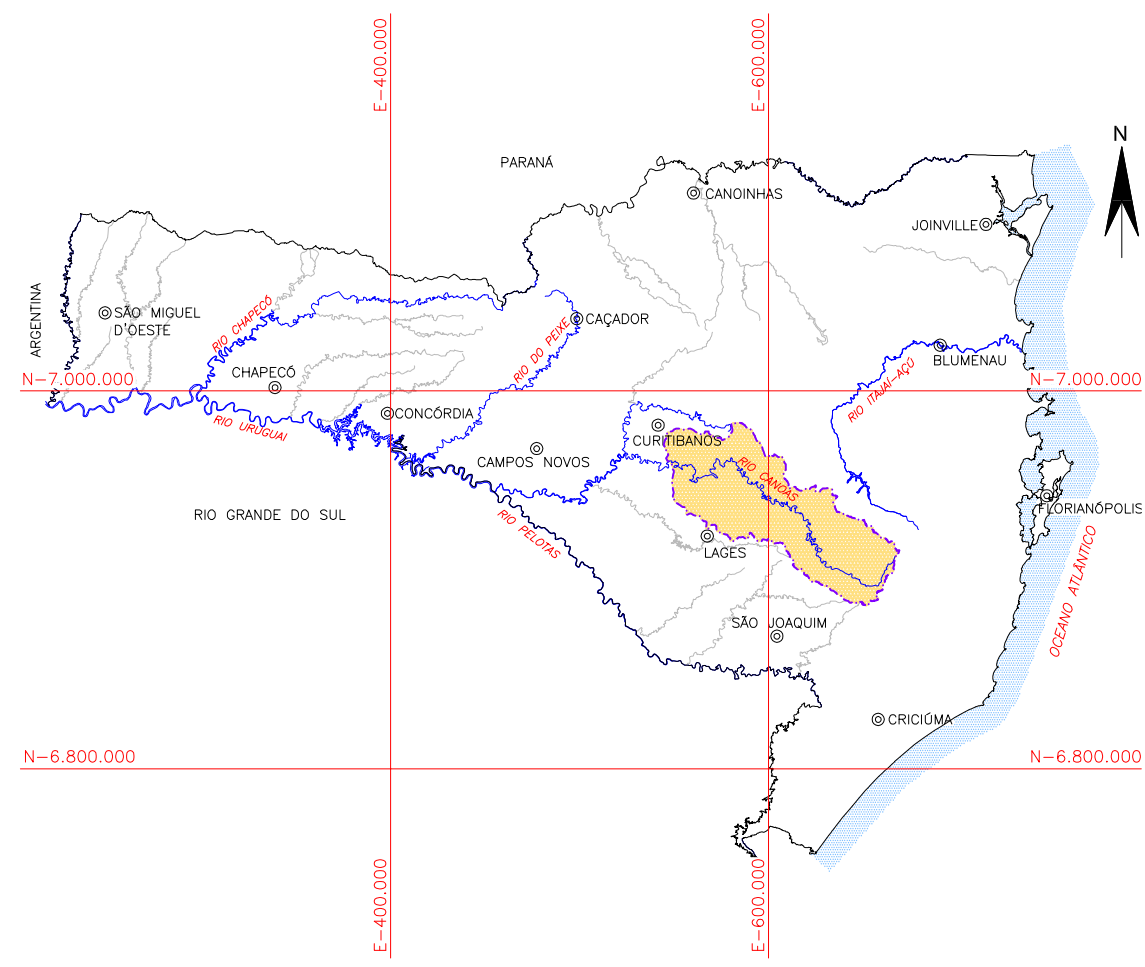 E-400.000
E-600.000
N
PARANÁ
CANOINHAS
JOINVILLE
ARGENTINA
SÃO MIGUEL
D'OESTE
RIO CHAPECÓ
CAÇADOR
RIO DO PEIXE
BLUMENAU
CHAPECÓ
N-7.000.000
N-7.000.000
RIO ITAJAI-AÇÚ
CONCÓRDIA
RIO URUGUAI
CURITIBANOS
CAMPOS NOVOS
RIO CANOAS
FLORIANÓPOLIS
RIO GRANDE DO SUL
RIO PELOTAS
LAGES
OCEANO ATLÂNTICO
SÃO JOAQUIM
CRICIÚMA
N-6.800.000
N-6.800.000
E-400.000
E-600.000